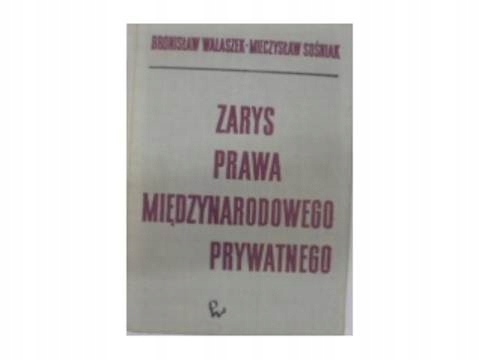 BRONISŁAW WALASZEK · MIECZYSŁAW SOŚNIAK
ZARYS
PRAWA
MIĘDZYNARODOWEGO
PRYWATNEGO